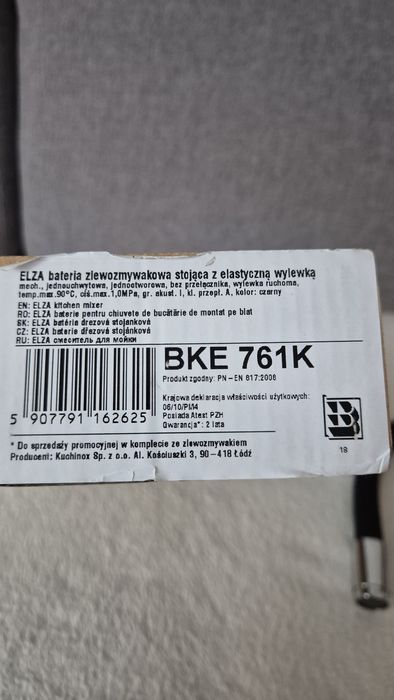 ELZA bateria zlewozmywakowa stojąca z elastyczną wylewką
mech., jednouchwytowa, jednootworowa, bez przełącznika, wylewka ruchoma,
temp.max.90°C, ciś.max.1,0MPa, gr. akust. I, kl. przepł. A, kolor: czarny
EN: ELZA kitchen mixer
RO: ELZA baterie pentru chiuvete de bucătărie de montat pe blat
SK: ELZA batéria drezová stojanková
CZ: ELZA baterie dřezová stojánková
RU: ELZA смеситель для мойки
BKE 761K
Produkt zgodny: PN-EN 817:2008
Krajowa deklaracja właściwości użytkowych:
06/10/PM4
Posiada Atest PZH
Gwarancja*: 2 lata
5 907791 162625
B
18
* Do sprzedaży promocyjnej w komplecie ze zlewozmywakiem
Producent: Kuchinox Sp. z o.o. Al. Kościuszki 3, 90-418 Łódź